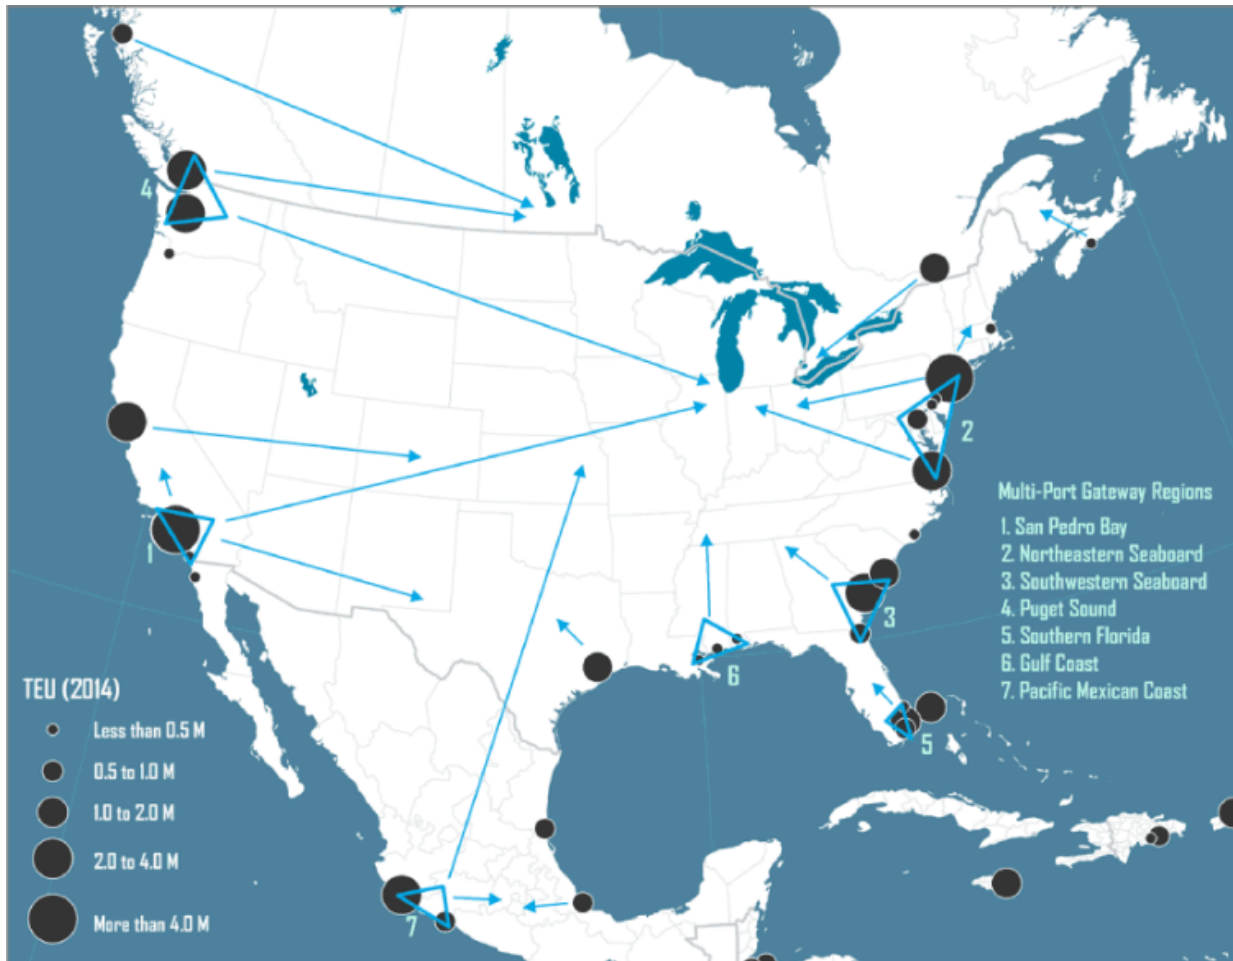 4
2
Multi-Port Gateway Regions
1. San Pedro Bay
2. Northeastern Seaboard
3. Southwestern Seaboard
4. Puget Sound
5. Southern Florida
6. Gulf Coast
7. Pacific Mexican Coast
1
3
6
5
7
TEU (2014)
Less than 0.5 M
0.5 to 1.0 M
1.0 to 2.0 M
2.0 to 4.0 M
More than 4.0 M